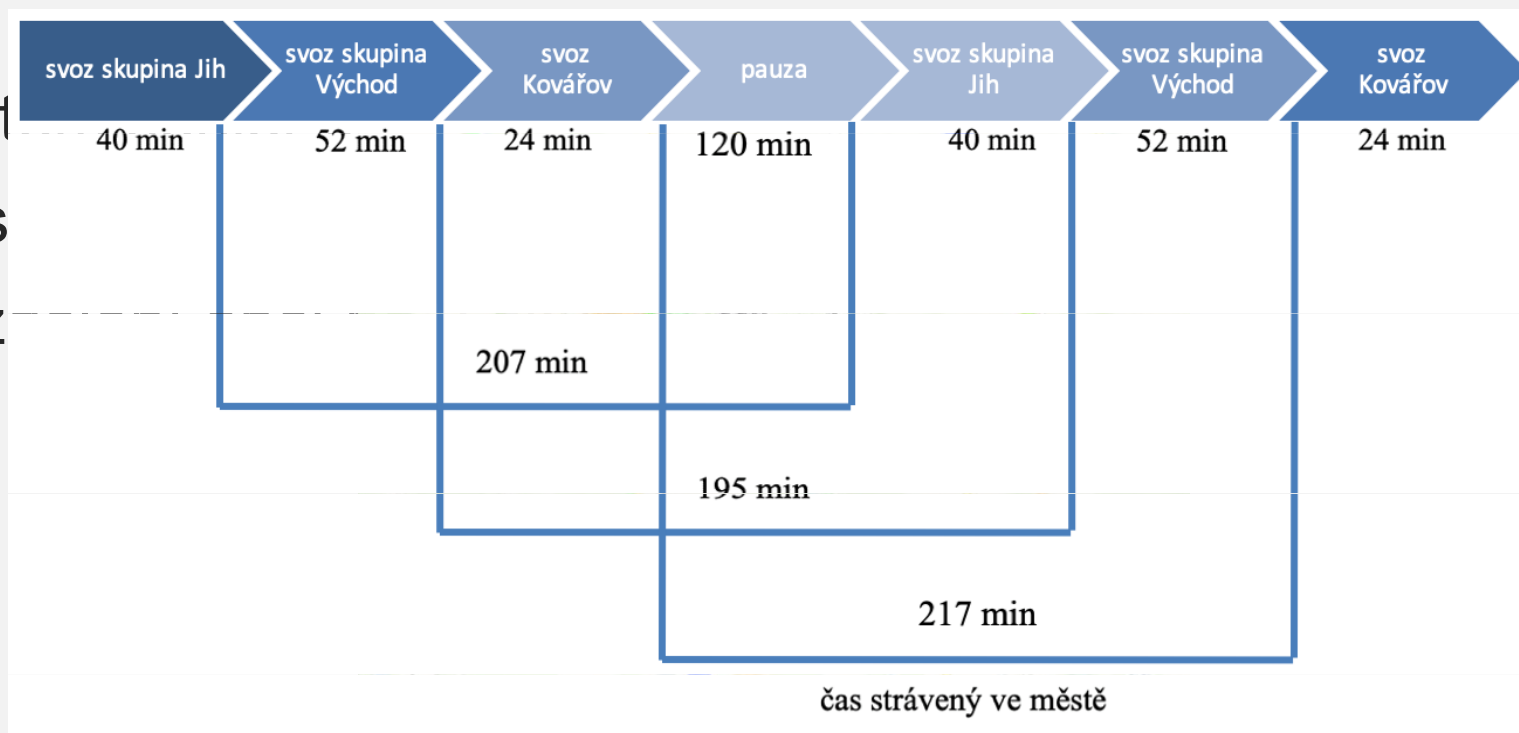 svoz skupina Jih
svoz skupina
Východ
svoz
Kovářov
pauza
svoz skupina
Jih
svoz skupina
Východ
svoz
Kovářov
40 min
52 min
24 min
120 min
40 min
52 min
24 min
207 min
195 min
217 min
čas strávený ve městě